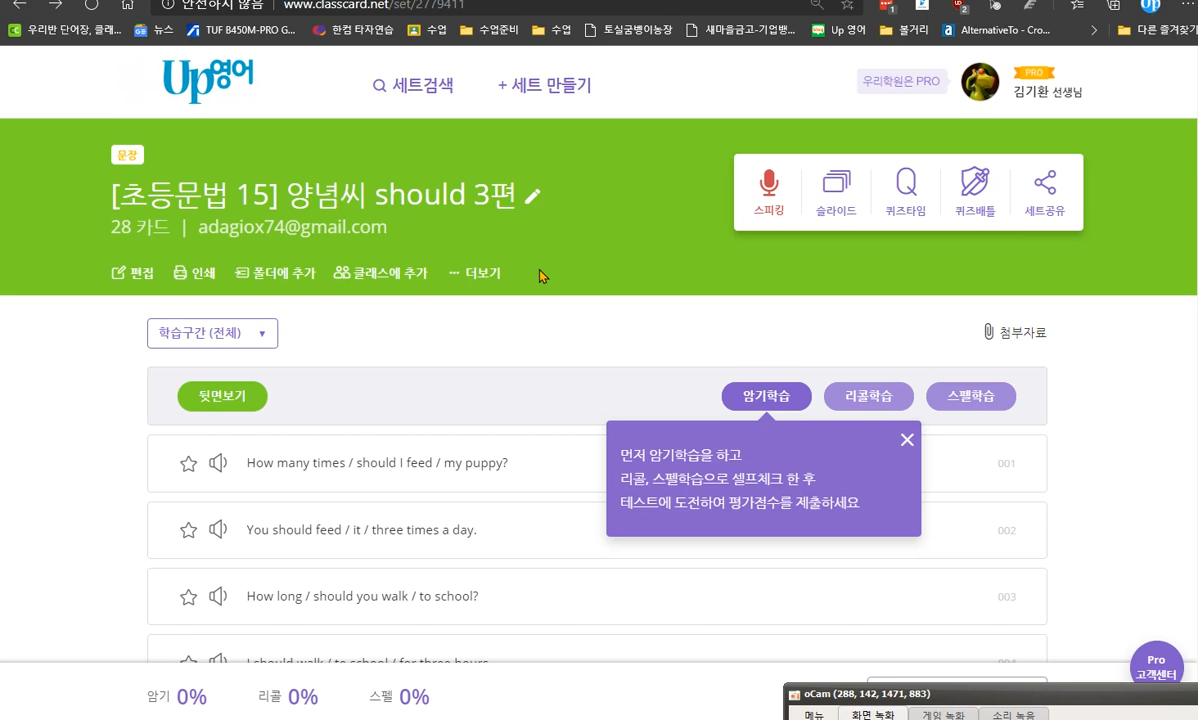 안전하지 않음 | www.classcard.net/set/2779411
우리반 단어장, 클래... 뉴스 TUF B450M-PRO G... 한컴 타자연습 수업 수업준비 수업 토실굼벵이농장 새마을금고-기업뱅... Up 영어 볼거리 AlternativeTo - Cro... 다른 즐겨찾기
Up영어 세트검색 + 세트 만들기 우리학원은 PRO PRO
김기환 선생님
문장
[초등문법 15] 양념씨 should 3편
28 카드 | adagiox74@gmail.com
스피킹 슬라이드 퀴즈타임 퀴즈배틀 세트공유
편집 인쇄 폴더에 추가 클래스에 추가 ··· 더보기
학습구간 (전체) ▼ 첨부자료
뒷면보기 암기학습 리콜학습 스펠학습
먼저 암기학습을 하고
리콜, 스펠학습으로 셀프체크 한 후
테스트에 도전하여 평가점수를 제출하세요
How many times / should I feed / my puppy? 001
You should feed / it / three times a day. 002
How long / should you walk / to school? 003
I should walk / to school / for three hours. 004
암기 0% 리콜 0% 스펠 0%
Pro
고객센터
oCam (288, 142, 1471, 883)
메뉴 화면 녹화 게임 녹화 소리 녹음